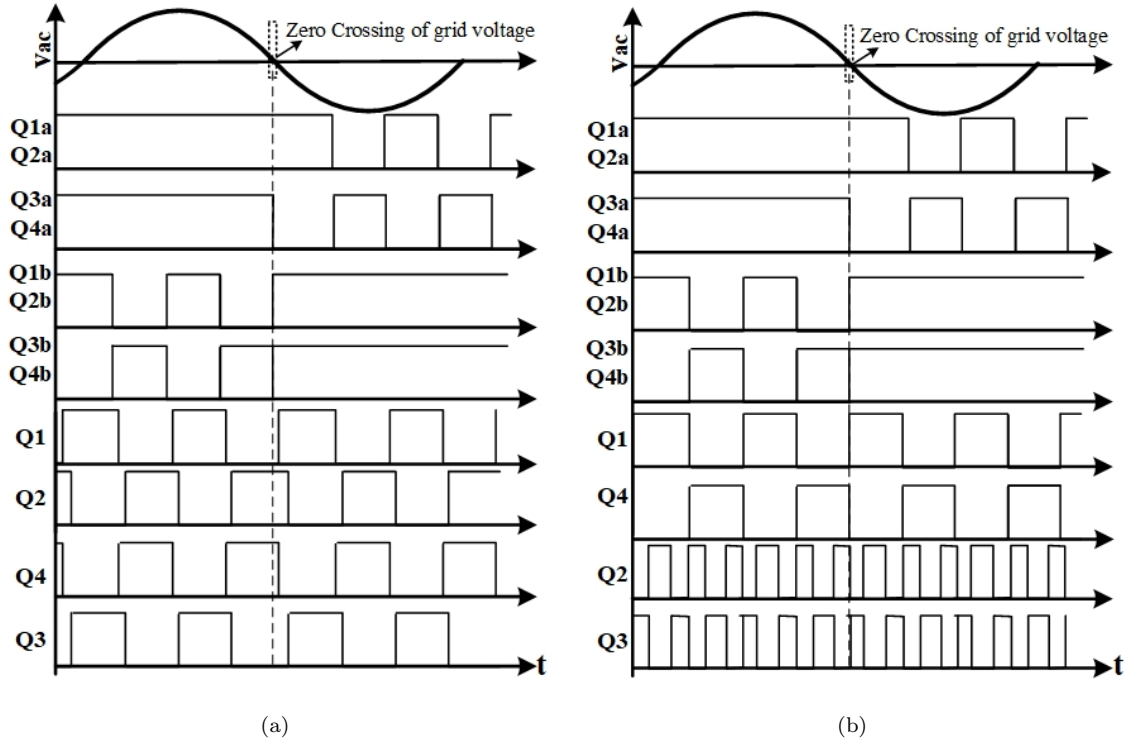 Vac
Zero Crossing of grid voltage
Q1a
Q2a
Q3a
Q4a
Q1b
Q2b
Q3b
Q4b
Q1
Q2
Q4
Q3
t
(a)
Vac
Zero Crossing of grid voltage
Q1a
Q2a
Q3a
Q4a
Q1b
Q2b
Q3b
Q4b
Q1
Q4
Q2
Q3
t
(b)